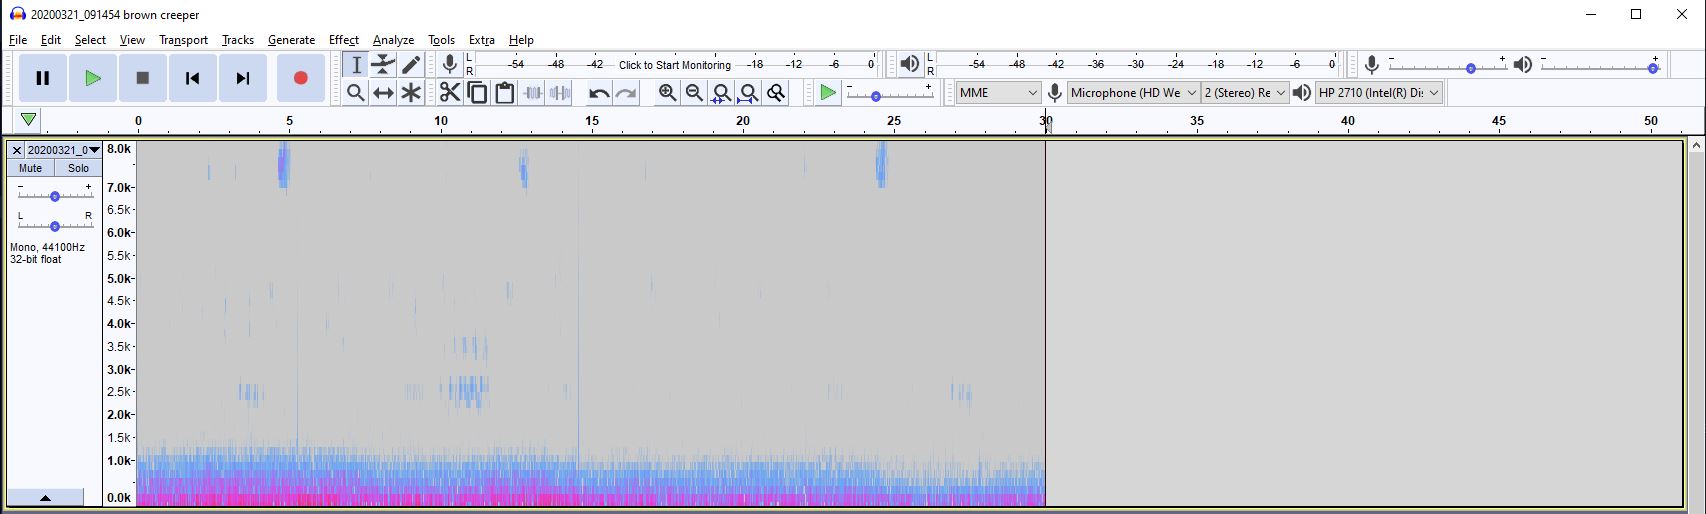 20200321_091454 brown creeper
File Edit Select View Transport Tracks Generate Effect Analyze Tools Extra Help
L R -54 -48 -42 Click to Start Monitoring -18 -12 -6 0
L R -54 -48 -42 -36 -30 -24 -18 -12 -6 0
- +
- +
- +
MME
Microphone (HD We
2 (Stereo) Re
HP 2710 (Intel(R) Di
0 5 10 15 20 25 30 35 40 45 50
20200321_0
Mute Solo
- +
L R
Mono, 44100Hz
32-bit float
8.0k-
7.0k-
6.5k-
6.0k-
5.5k-
5.0k-
4.5k-
4.0k-
3.5k-
3.0k-
2.5k-
2.0k-
1.5k-
1.0k-
0.0k-